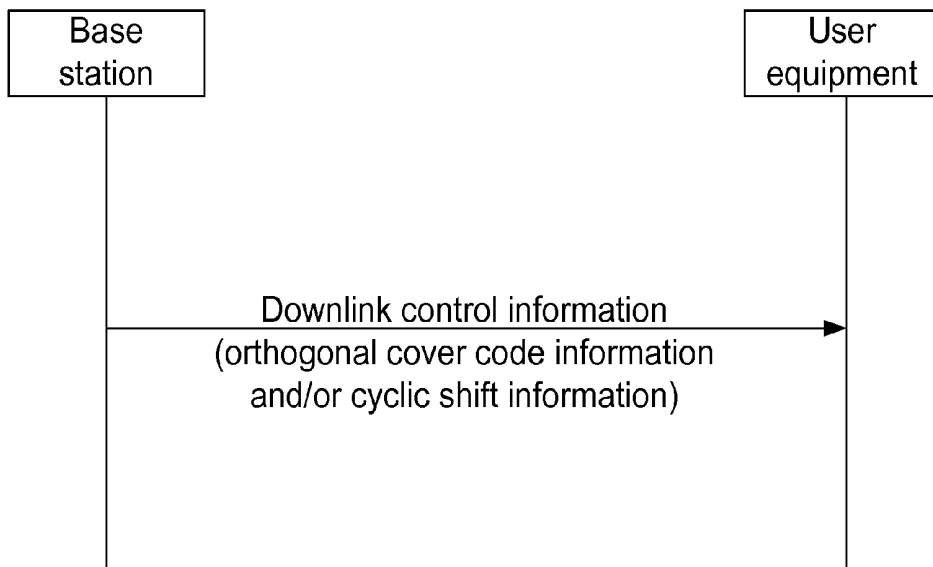 Base
station
User
equipment
Downlink control information
(orthogonal cover code information
and/or cyclic shift information)